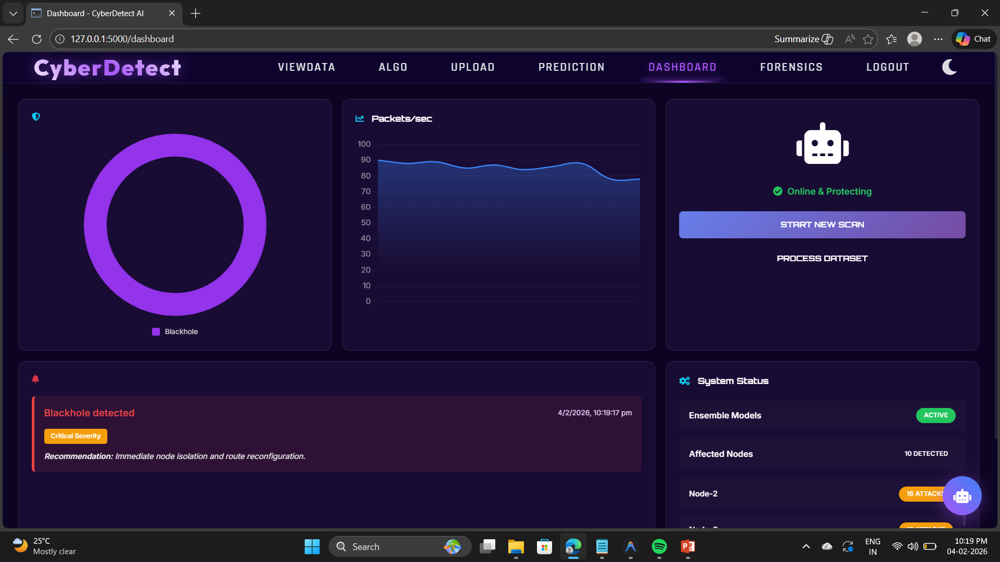 Dashboard - CyberDetect AI
127.0.0.1:5000/dashboard
Summarize
Chat
CyberDetect
VIEWDATA
ALGO
UPLOAD
PREDICTION
DASHBOARD
FORENSICS
LOGOUT
Blackhole
Packets/sec
100
90
80
70
60
50
40
30
20
10
0
Online & Protecting
START NEW SCAN
PROCESS DATASET
Blackhole detected
4/2/2026, 10:19:17 pm
Critical Severity
Recommendation: Immediate node isolation and route reconfiguration.
System Status
Ensemble Models
ACTIVE
Affected Nodes
10 DETECTED
Node-2
16 ATTACKS
25°C
Mostly clear
Search
ENG
IN
10:19 PM
04-02-2026